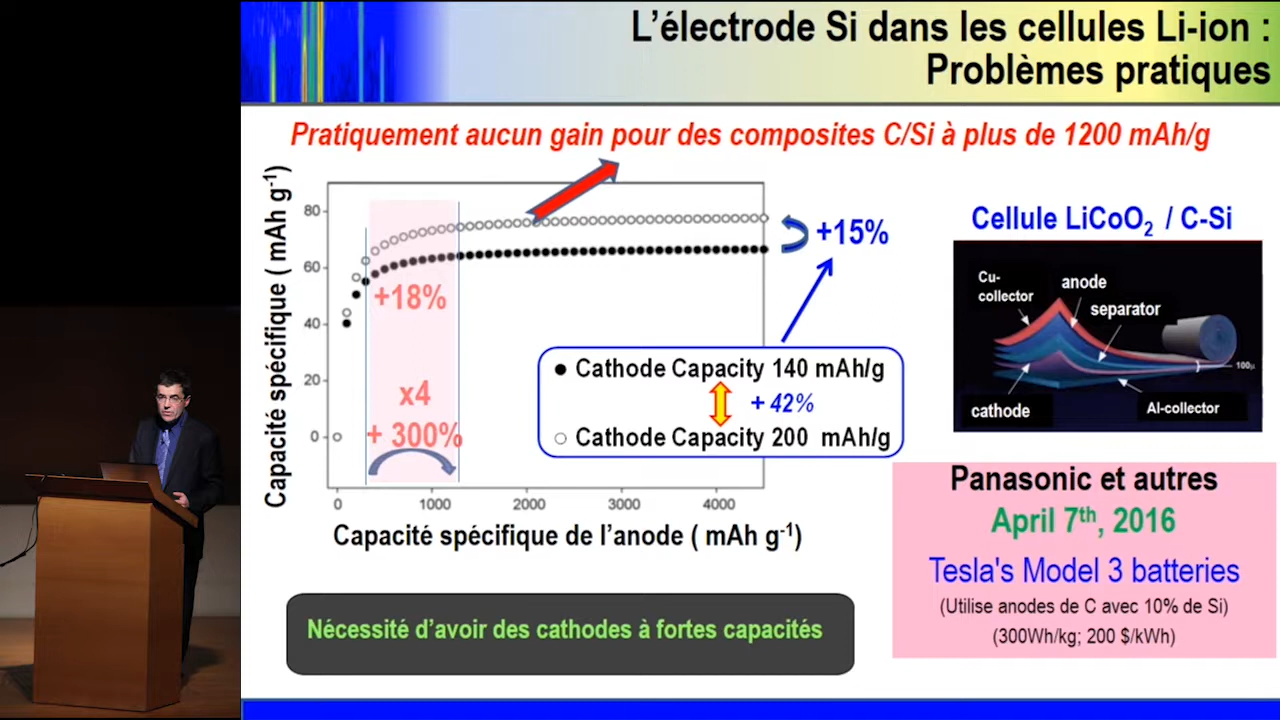 L’électrode Si dans les cellules Li-ion :
Problèmes pratiques
Pratiquement aucun gain pour des composites C/Si à plus de 1200 mAh/g
Capacité spécifique ( mAh g-1)
80
60
40
20
0
+18%
x4
+ 300%
+15%
● Cathode Capacity 140 mAh/g
+ 42%
○ Cathode Capacity 200 mAh/g
0 1000 2000 3000 4000
Capacité spécifique de l’anode ( mAh g-1)
Nécessité d’avoir des cathodes à fortes capacités
Cellule LiCoO2 / C-Si
Cu-
collector
anode
separator
100µ
cathode
Al-collector
Panasonic et autres
April 7th, 2016
Tesla's Model 3 batteries
(Utilise anodes de C avec 10% de Si)
(300Wh/kg; 200 $/kWh)